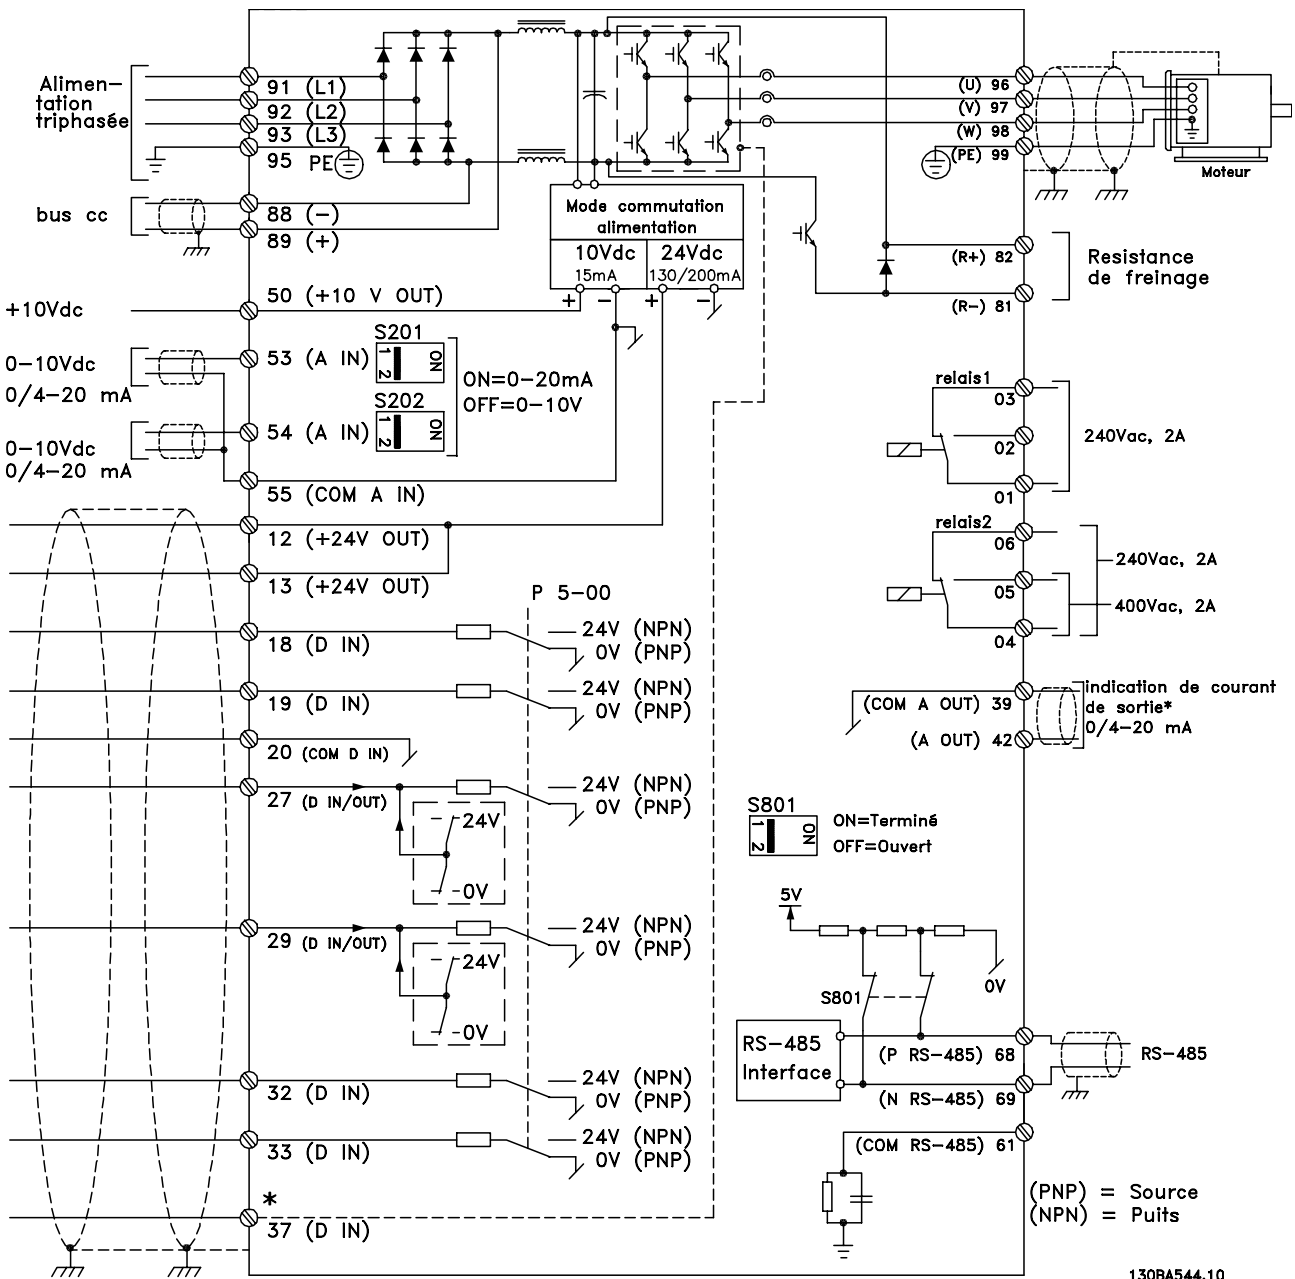 Alimen-
tation
triphasée
91 (L1)
92 (L2)
93 (L3)
95 PE
bus cc
88 (-)
89 (+)
+10Vdc
50 (+10 V OUT)
0-10Vdc
0/4-20 mA
53 (A IN)
S201
1 2
ON
ON=0-20mA
OFF=0-10V
S202
1 2
ON
0-10Vdc
0/4-20 mA
54 (A IN)
55 (COM A IN)
12 (+24V OUT)
13 (+24V OUT)
P 5-00
18 (D IN)
24V (NPN)
0V (PNP)
19 (D IN)
24V (NPN)
0V (PNP)
20 (COM D IN)
27 (D IN/OUT)
24V (NPN)
0V (PNP)
24V
0V
29 (D IN/OUT)
24V (NPN)
0V (PNP)
24V
0V
32 (D IN)
24V (NPN)
0V (PNP)
33 (D IN)
24V (NPN)
0V (PNP)
*
37 (D IN)
Mode commutation
alimentation
10Vdc
15mA
24Vdc
130/200mA
+ - + -
(U) 96
(V) 97
(W) 98
(PE) 99
Moteur
(R+) 82
Resistance
de freinage
(R-) 81
relais1
03
02
01
240Vac, 2A
relais2
06
05
04
240Vac, 2A
400Vac, 2A
(COM A OUT) 39
(A OUT) 42
indication de courant
de sortie*
0/4-20 mA
S801
1 2
ON
ON=Terminé
OFF=Ouvert
5V
0V
S801
RS-485
Interface
(P RS-485) 68
(N RS-485) 69
RS-485
(COM RS-485) 61
(PNP) = Source
(NPN) = Puits
130BA544.10